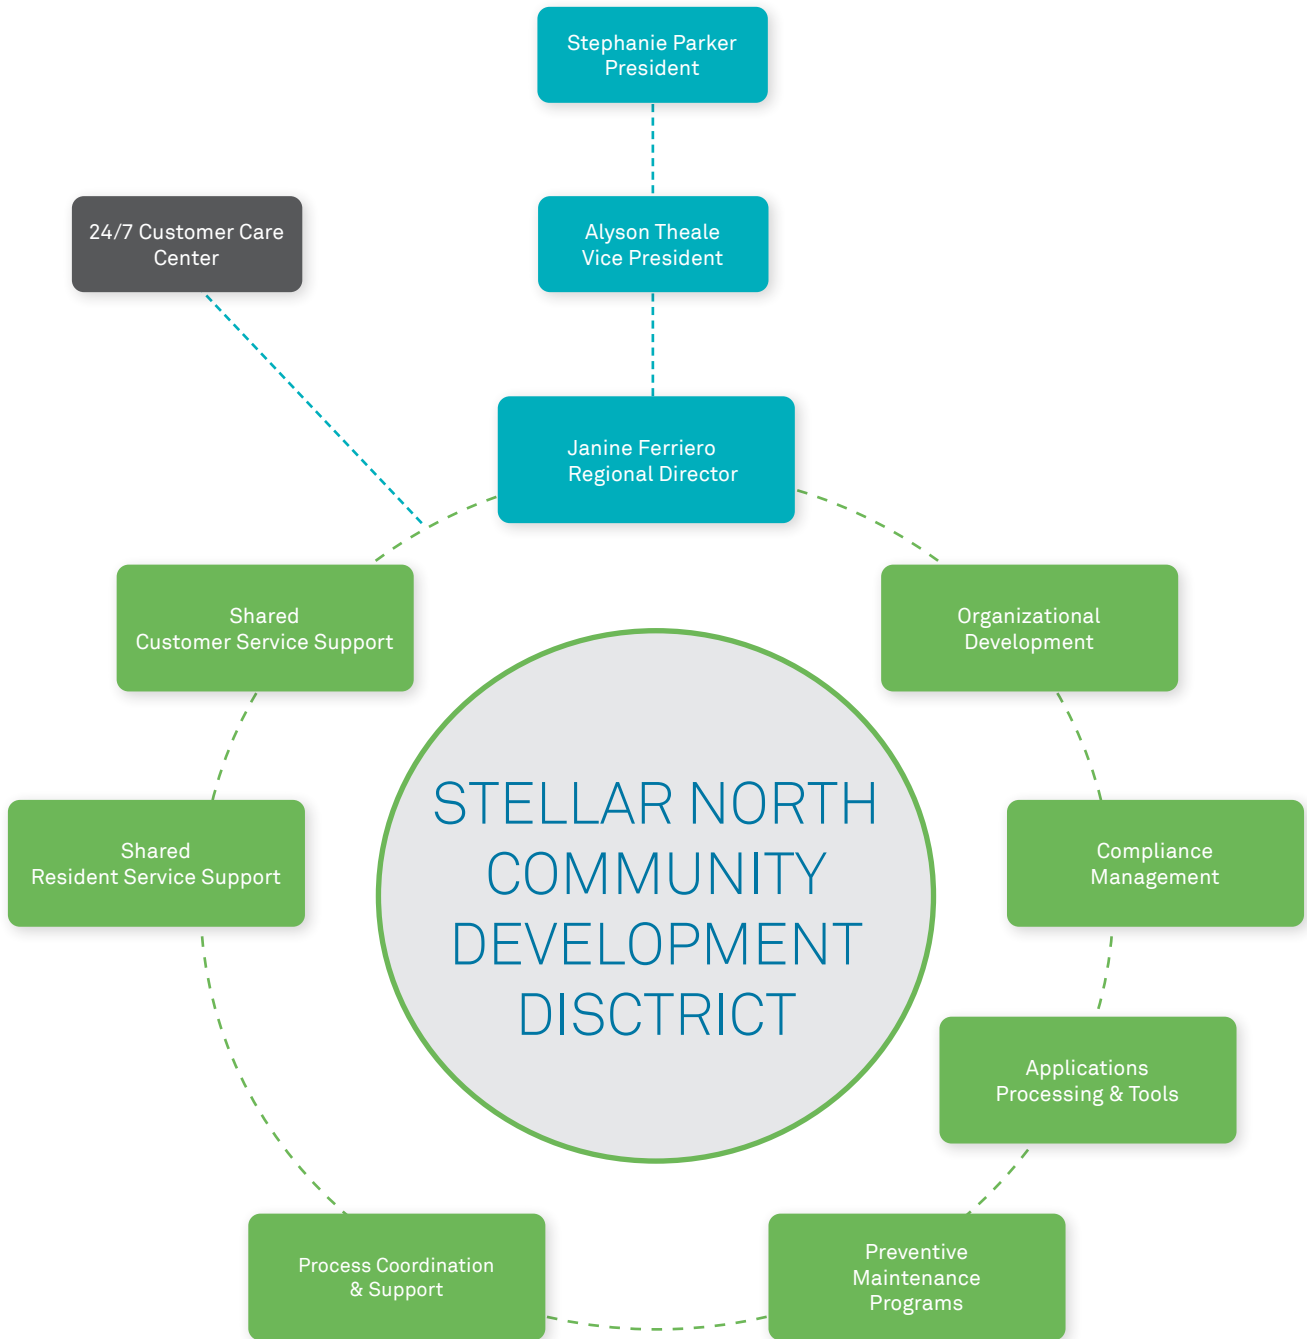 Stephanie Parker
President
24/7 Customer Care
Center
Alyson Theale
Vice President
Janine Ferriero
Regional Director
Shared
Customer Service Support
Organizational
Development
STELLAR NORTH
COMMUNITY
DEVELOPMENT
DISCTRICT
Shared
Resident Service Support
Compliance
Management
Applications
Processing & Tools
Process Coordination
& Support
Preventive
Maintenance
Programs